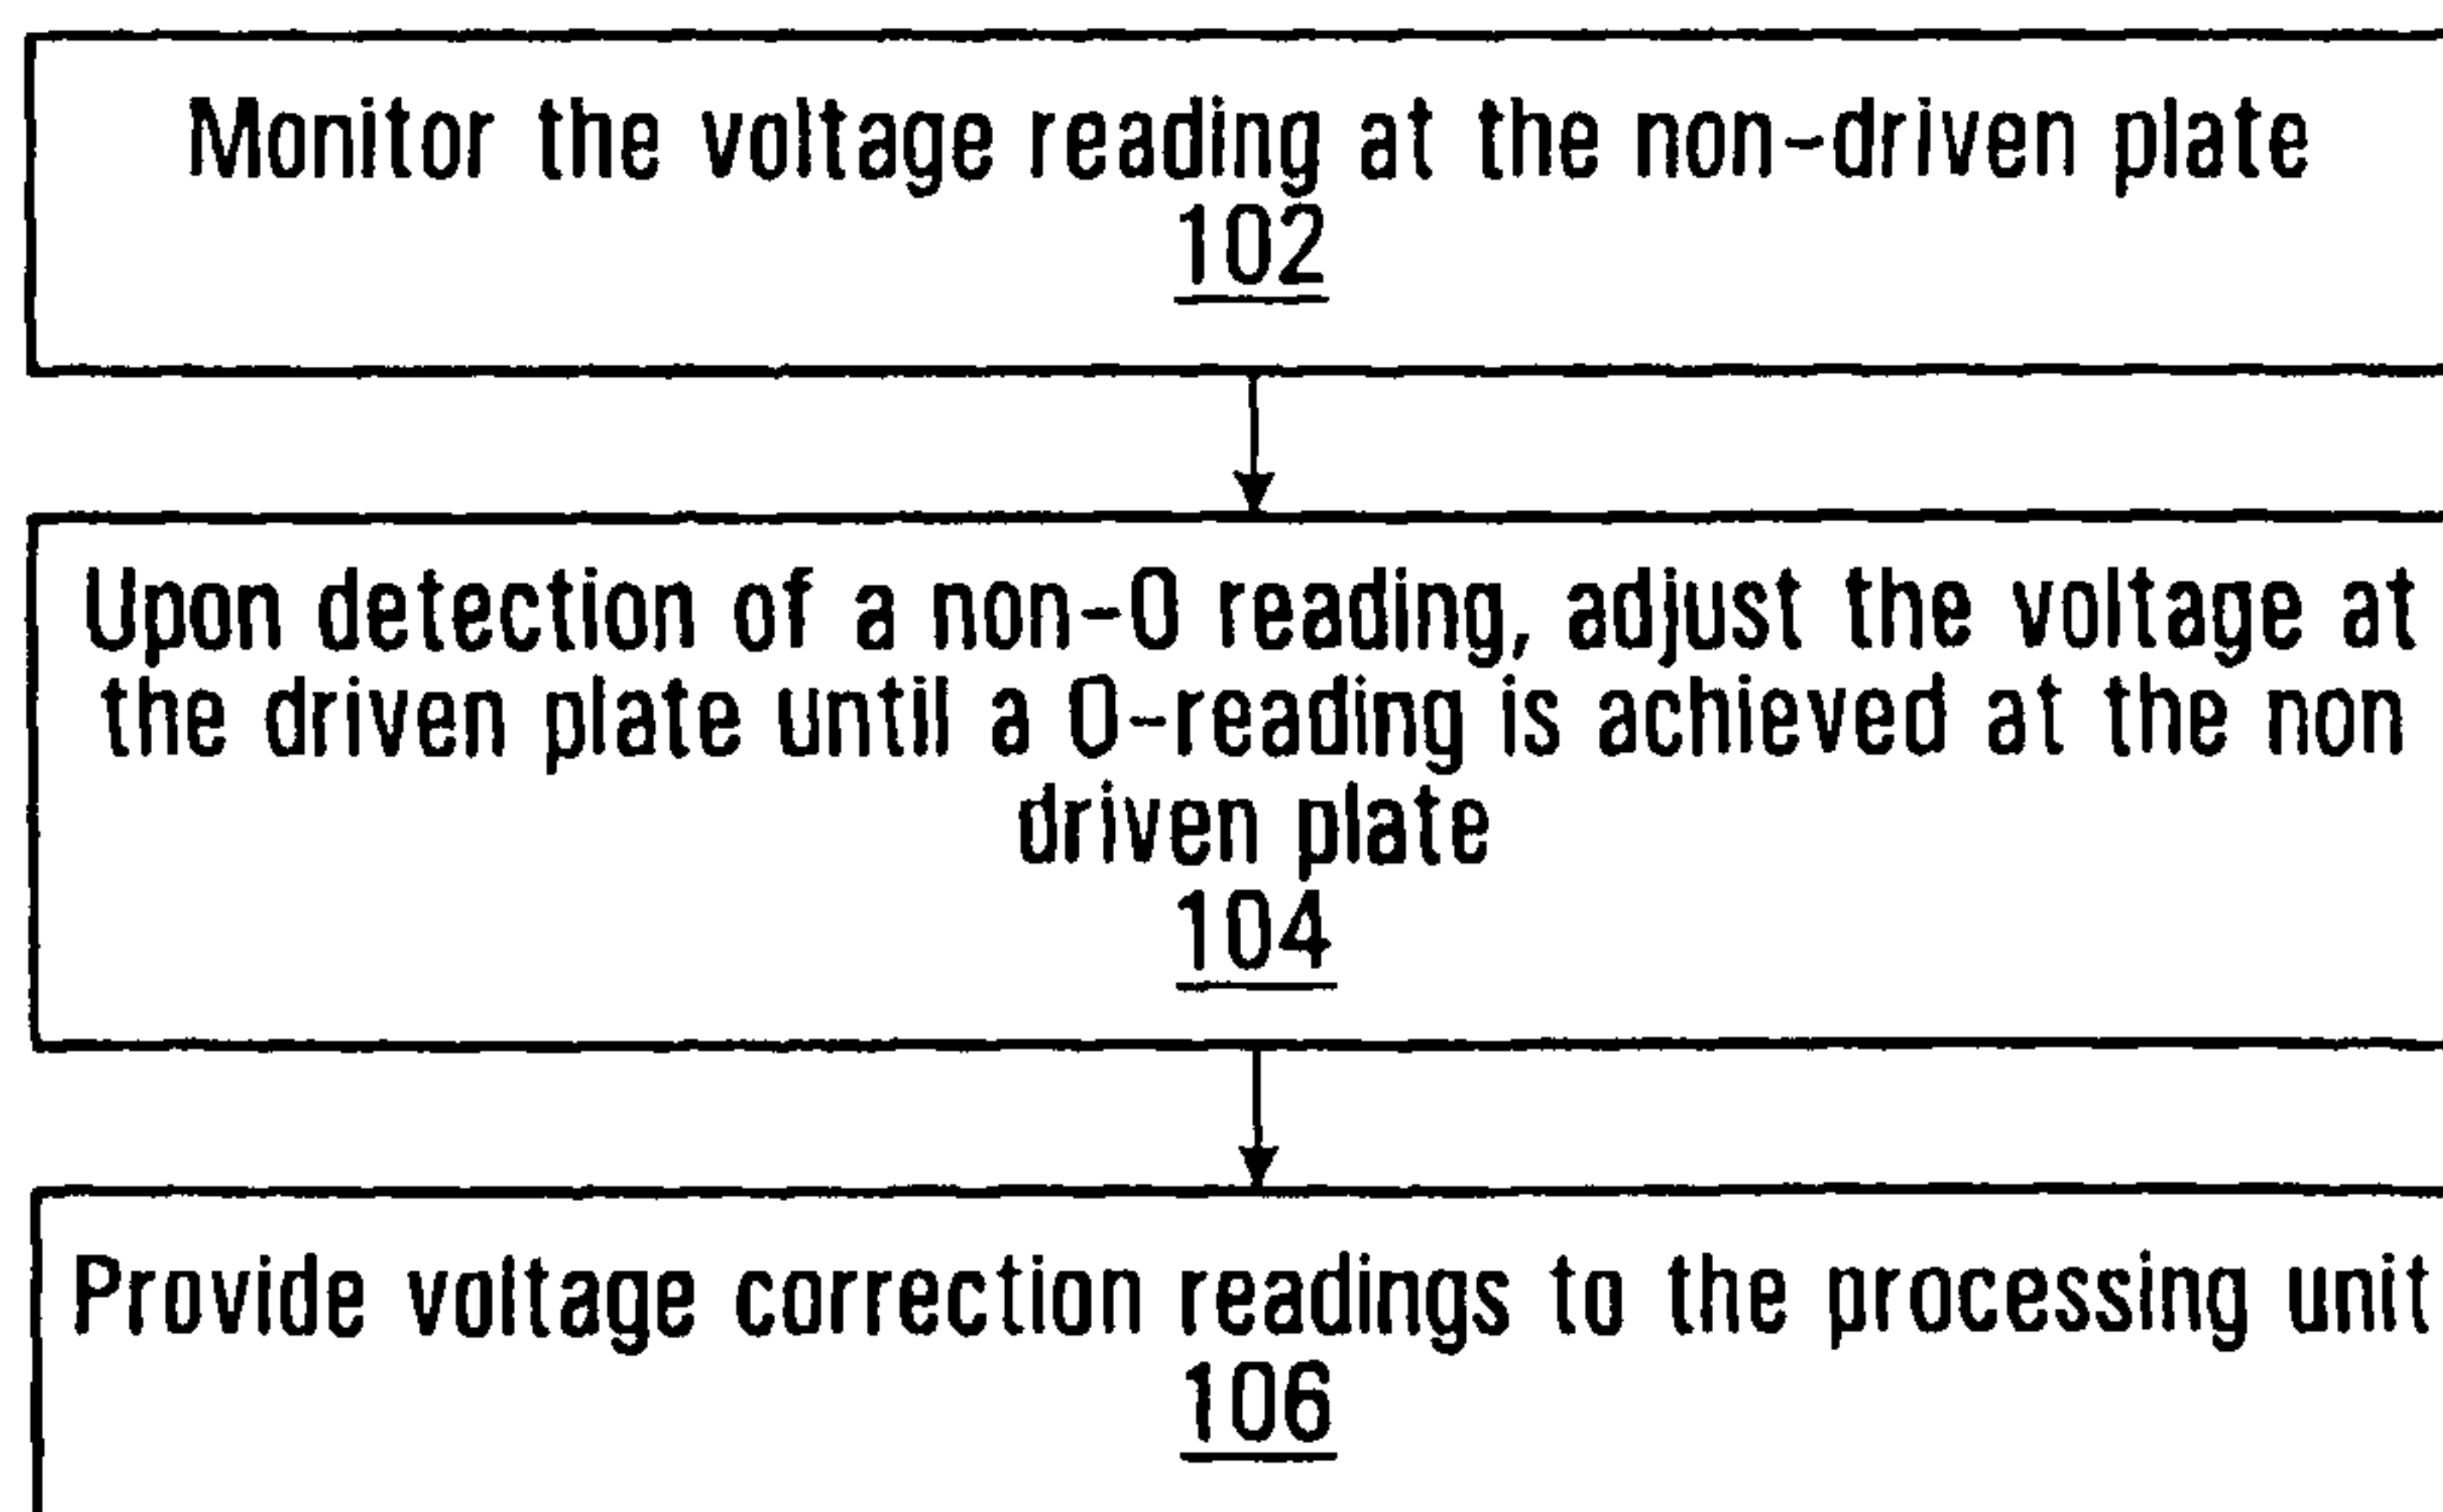 Monitor the voltage reading at the non-driven plate
102
Upon detection of a non-0 reading, adjust the voltage at
the driven plate until a 0-reading is achieved at the non
driven plate
104
Provide voltage correction readings to the processing unit
106